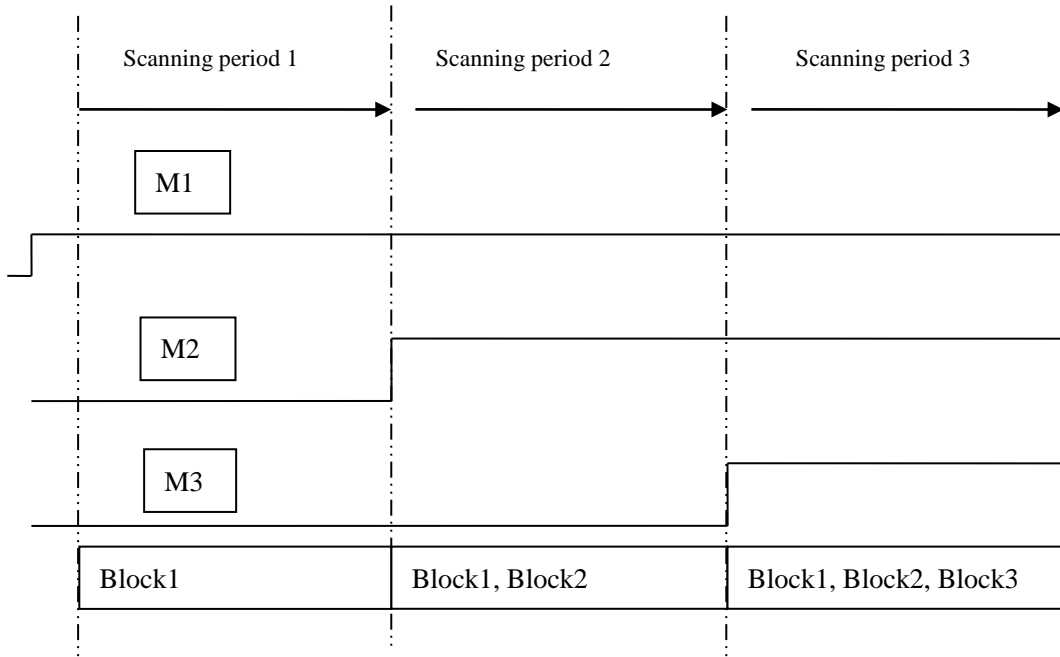 Scanning period 1
Scanning period 2
Scanning period 3
M1
M2
M3
Block1
Block1, Block2
Block1, Block2, Block3